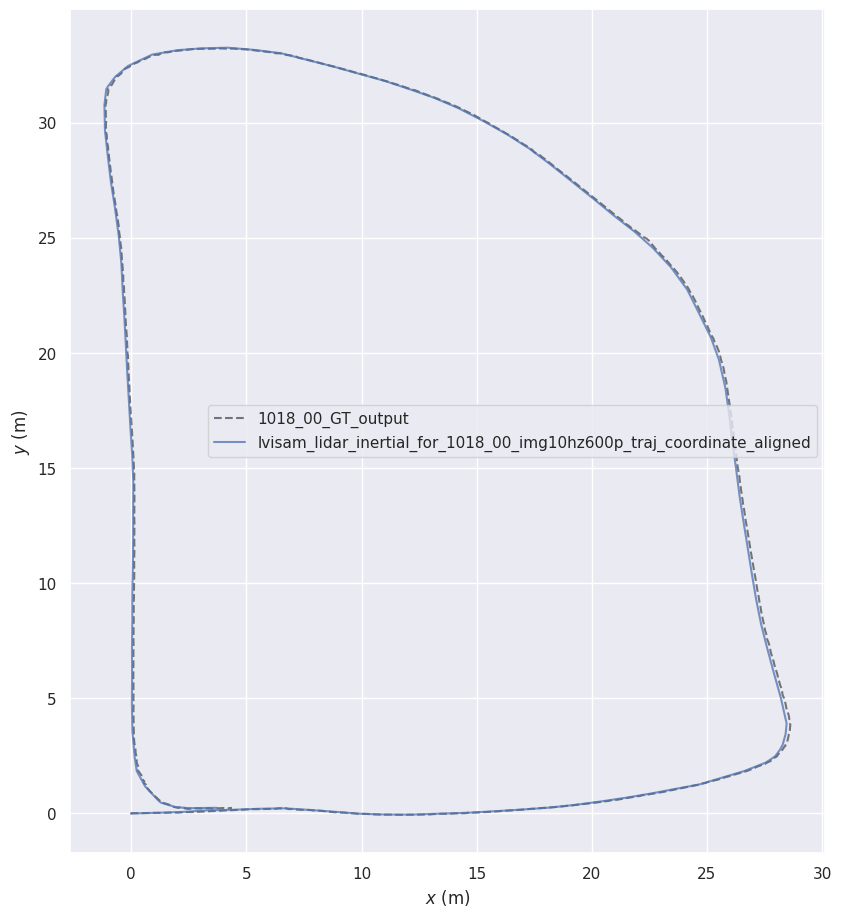 30
25
20
1018_00_GT_output
lvisam_lidar_inertial_for_1018_00_img10hz600p_traj_coordinate_aligned
15
10
5
0
y (m)
0 5 10 15 20 25 30
x (m)